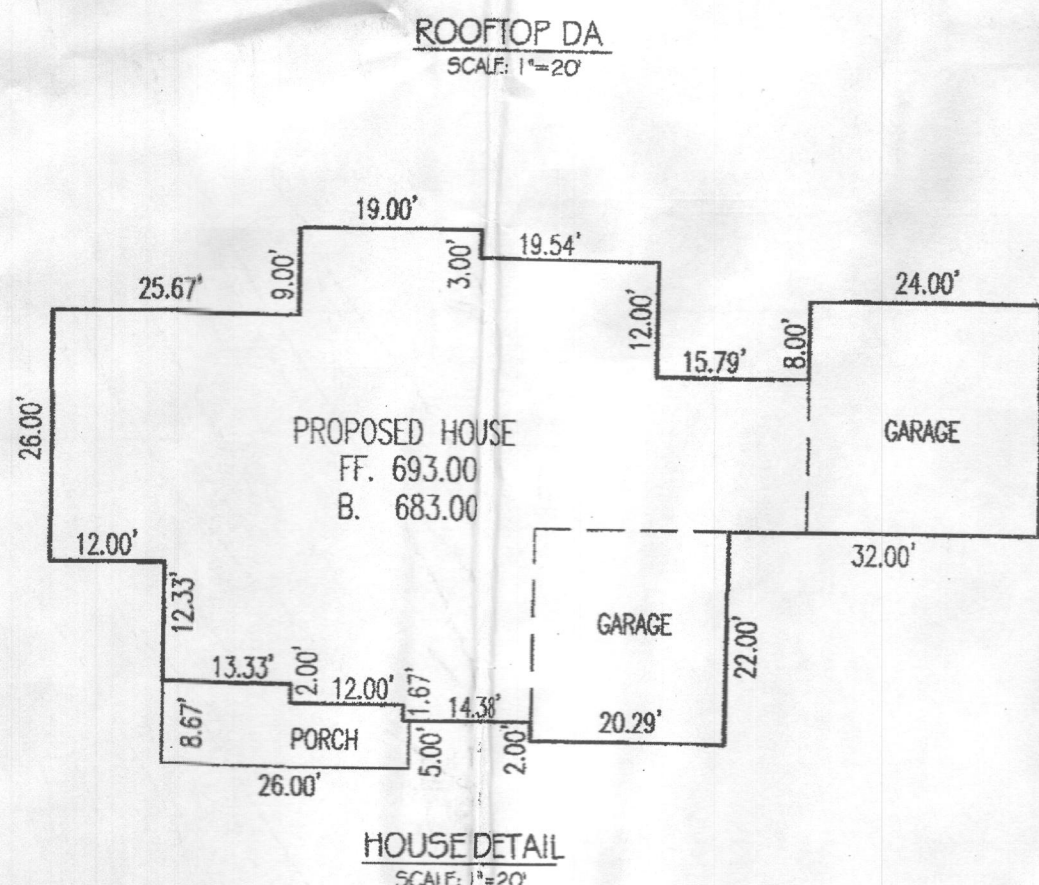 ROOFTOP DA
SCALE: 1"=20'
19.00'
25.67'
9.00'
3.00'
19.54'
24.00'
12.00'
15.79'
8.00'
26.00'
PROPOSED HOUSE
FF. 693.00
B. 683.00
GARAGE
12.00'
32.00'
12.33'
GARAGE
22.00'
13.33'
2.00'
12.00'
1.67'
14.38'
8.67'
PORCH
5.00'
2.00'
20.29'
26.00'
HOUSE DETAIL
SCALE: 1"=20'